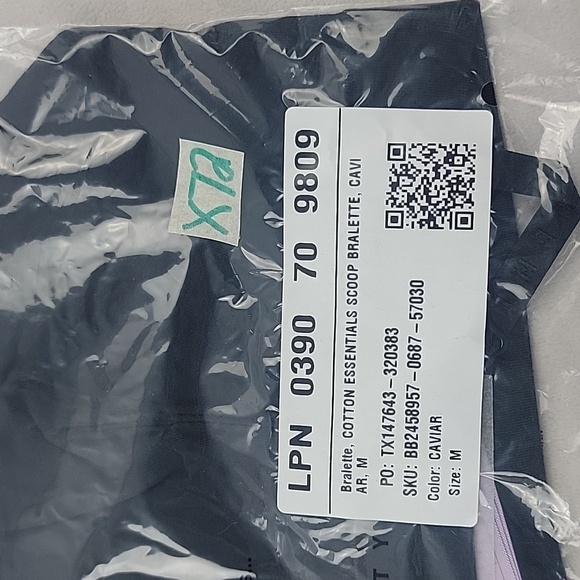 LPN 0390 70 9809
Bralette, COTTON ESSENTIALS SCOOP BRALETTE, CAVI
AR, M
PO: TX147643-320383
SKU: BB2458957-0687-57030
Color: CAVIAR
Size: M